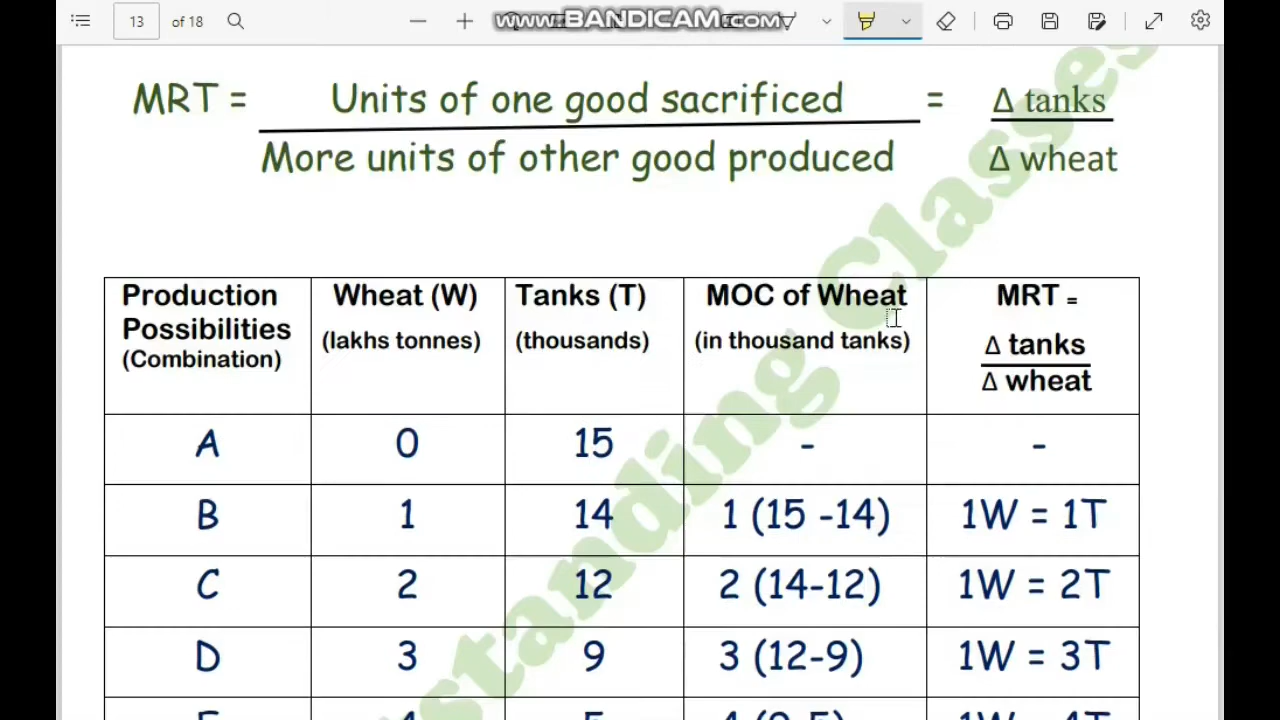 13 of 18
www.BANDICAM.com
MRT = Units of one good sacrificed = Δ tanks
More units of other good produced Δ wheat
Production Possibilities (Combination) Wheat (W) (lakhs tonnes) Tanks (T) (thousands) MOC of Wheat (in thousand tanks) MRT = Δ tanks Δ wheat
A 0 15 - -
B 1 14 1 (15 -14) 1W = 1T
C 2 12 2 (14-12) 1W = 2T
D 3 9 3 (12-9) 1W = 3T
standing Classes